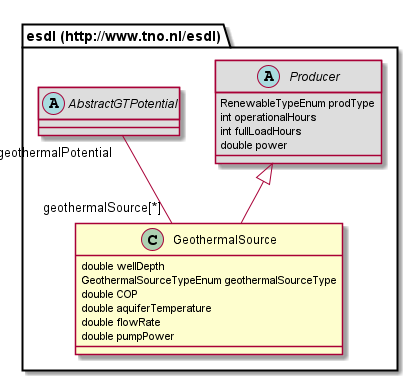 esdl (http://www.tno.nl/esdl)
A AbstractGTPotential
A Producer
RenewableTypeEnum prodType
int operationalHours
int fullLoadHours
double power
geothermalPotential
geothermalSource[*]
C GeothermalSource
double wellDepth
GeothermalSourceTypeEnum geothermalSourceType
double COP
double aquiferTemperature
double flowRate
double pumpPower